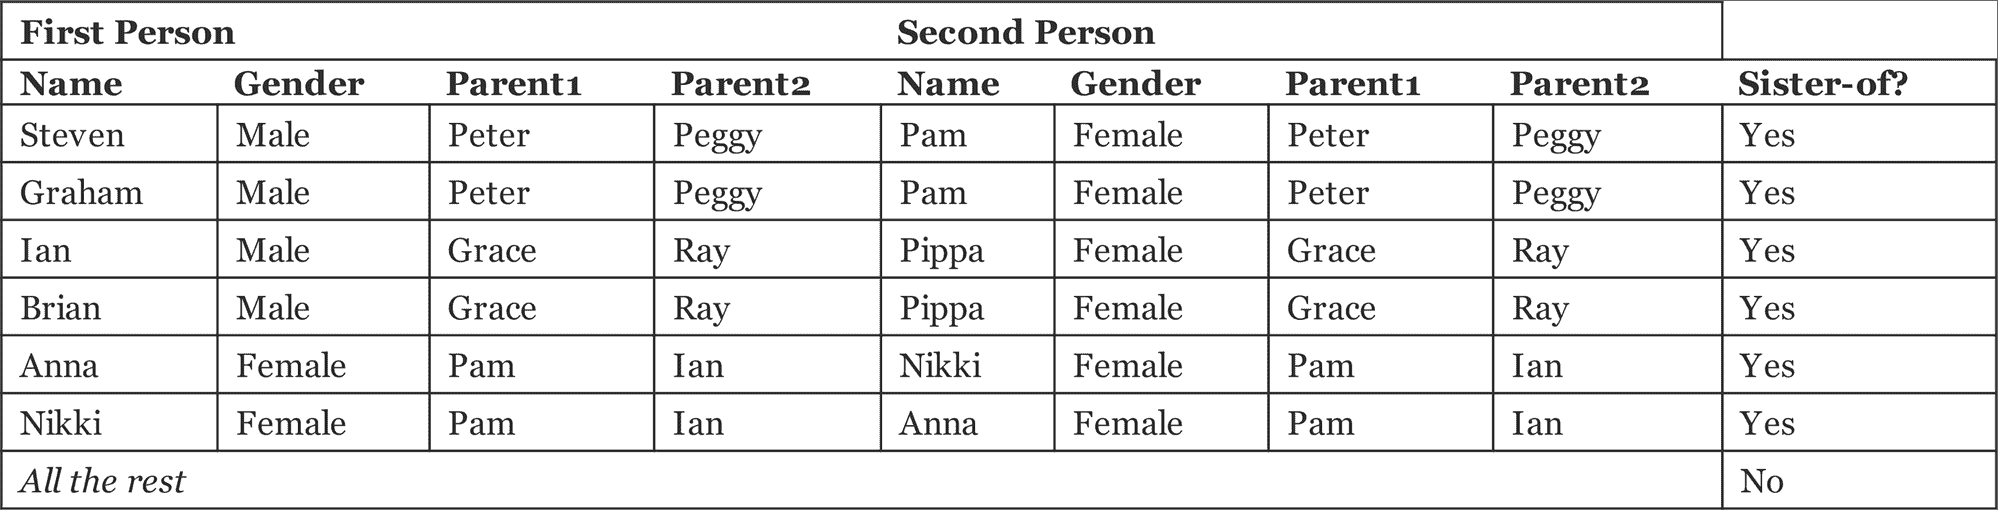 First Person Second Person
Name Gender Parent1 Parent2 Name Gender Parent1 Parent2 Sister-of?
Steven Male Peter Peggy Pam Female Peter Peggy Yes
Graham Male Peter Peggy Pam Female Peter Peggy Yes
Ian Male Grace Ray Pippa Female Grace Ray Yes
Brian Male Grace Ray Pippa Female Grace Ray Yes
Anna Female Pam Ian Nikki Female Pam Ian Yes
Nikki Female Pam Ian Anna Female Pam Ian Yes
All the rest No